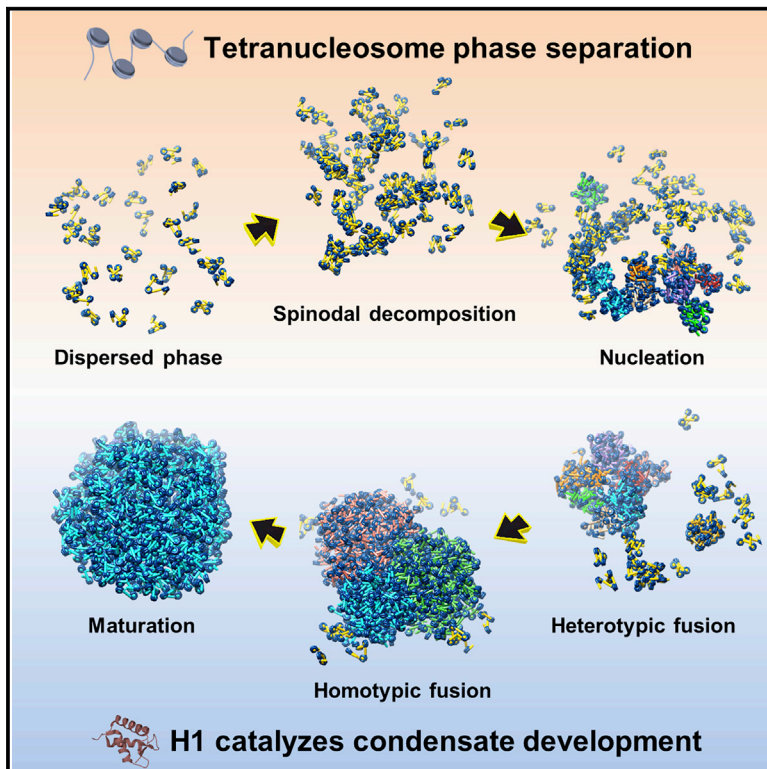 Tetranucleosome phase separation
Dispersed phase
Spinodal decomposition
Nucleation
Maturation
Homotypic fusion
Heterotypic fusion
H1 catalyzes condensate development